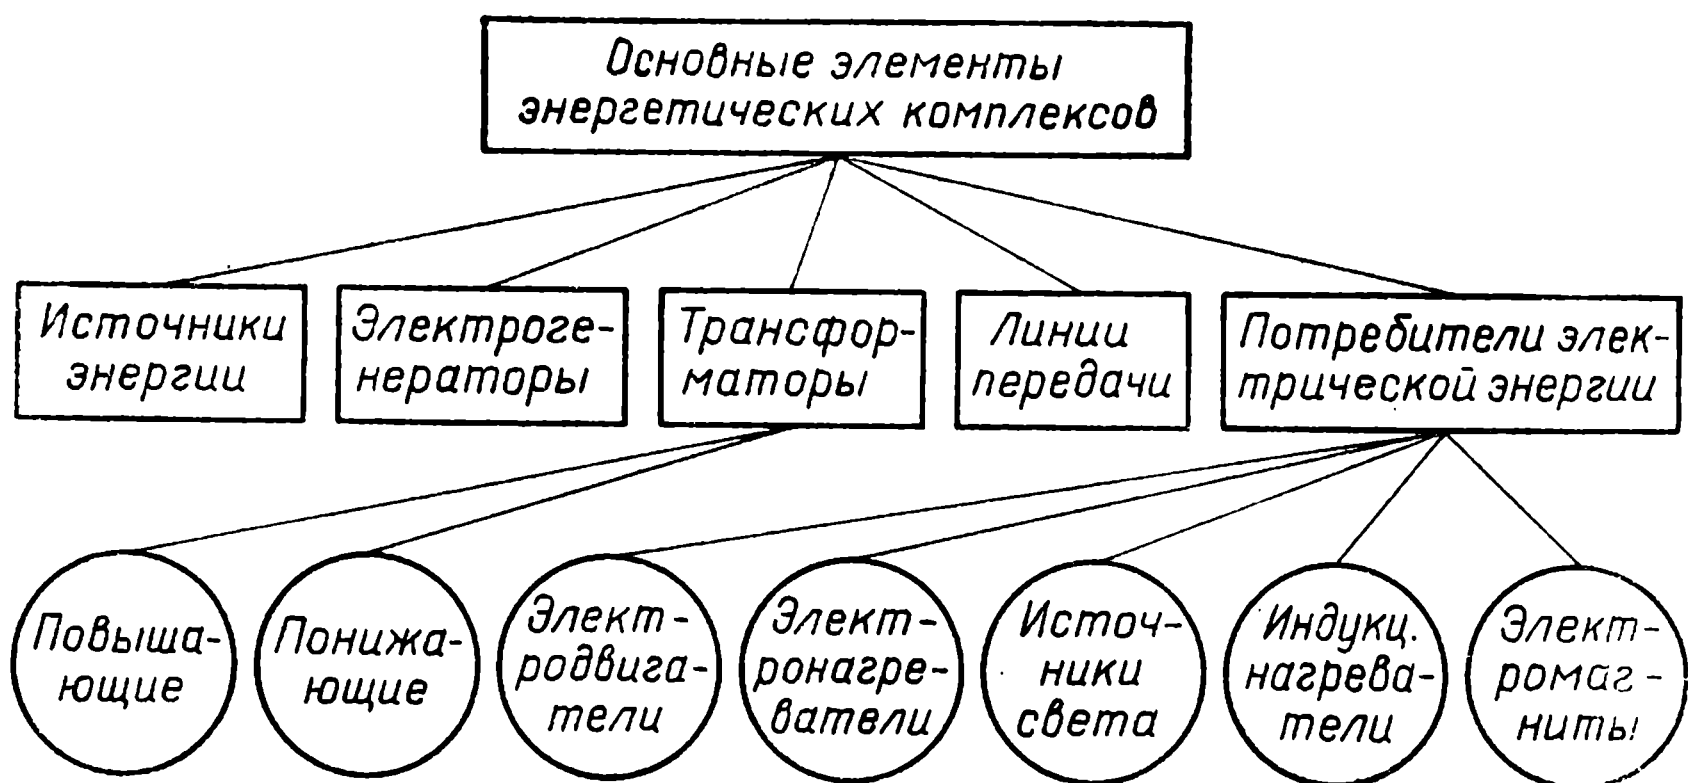 Основные элементы
энергетических комплексов
Источники
энергии
Электроге-
нераторы
Трансфор-
маторы
Линии
передачи
Потребители элек-
трической энергии
Повыша-
ющие
Понижа-
ющие
Элект-
родвига-
тели
Элект-
ронагре-
ватели
Источ-
ники
света
Индукц.
нагрева-
тели
Элект-
ромаг-
ниты